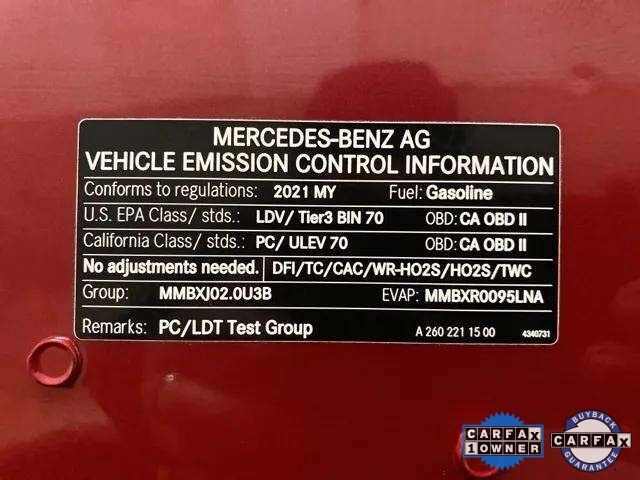 MERCEDES-BENZ AG
VEHICLE EMISSION CONTROL INFORMATION
Conforms to regulations: 2021 MY Fuel: Gasoline
U.S. EPA Class/ stds.: LDV/ Tier3 BIN 70 OBD: CA OBD II
California Class/ stds.: PC/ ULEV 70 OBD: CA OBD II
No adjustments needed. DFI/TC/CAC/WR-HO2S/HO2S/TWC
Group: MMBXJ02.0U3B EVAP: MMBXR0095LNA
Remarks: PC/LDT Test Group A 260 221 15 00 4340731
CARFAX
1 OWNER
BUYBACK
CARFAX
GUARANTEE